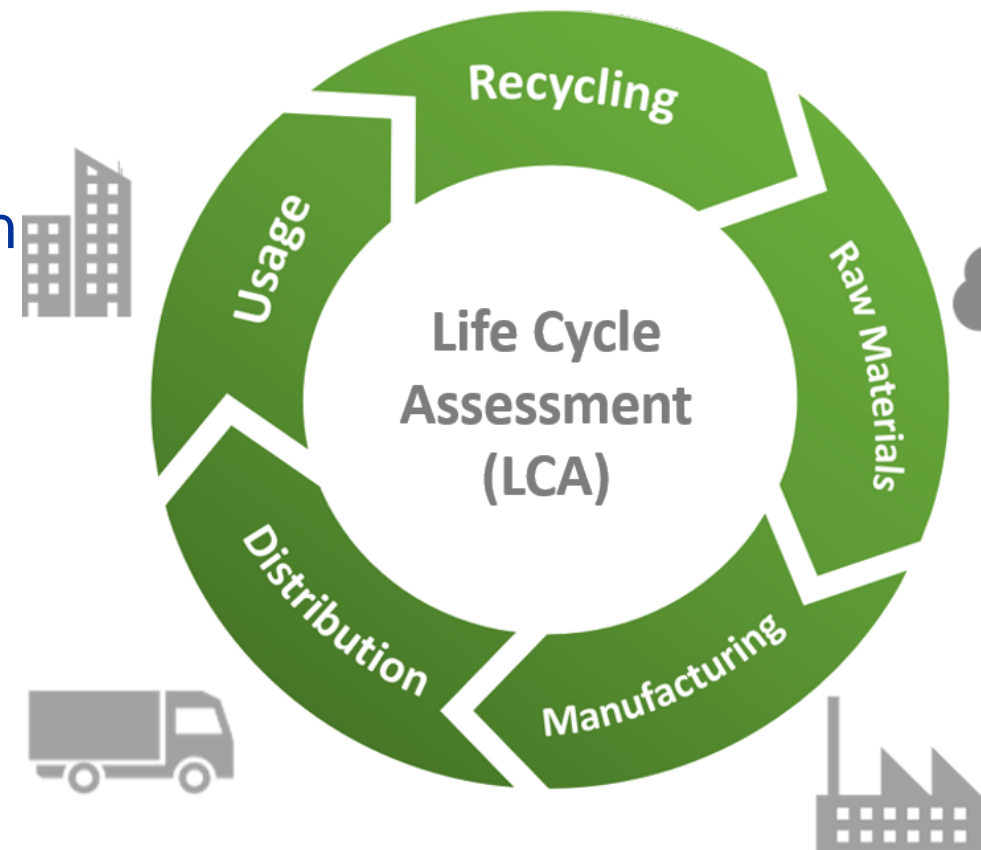 Recycling
n
Usage
Raw Materials
Life Cycle
Assessment
(LCA)
Distribution
Manufacturing